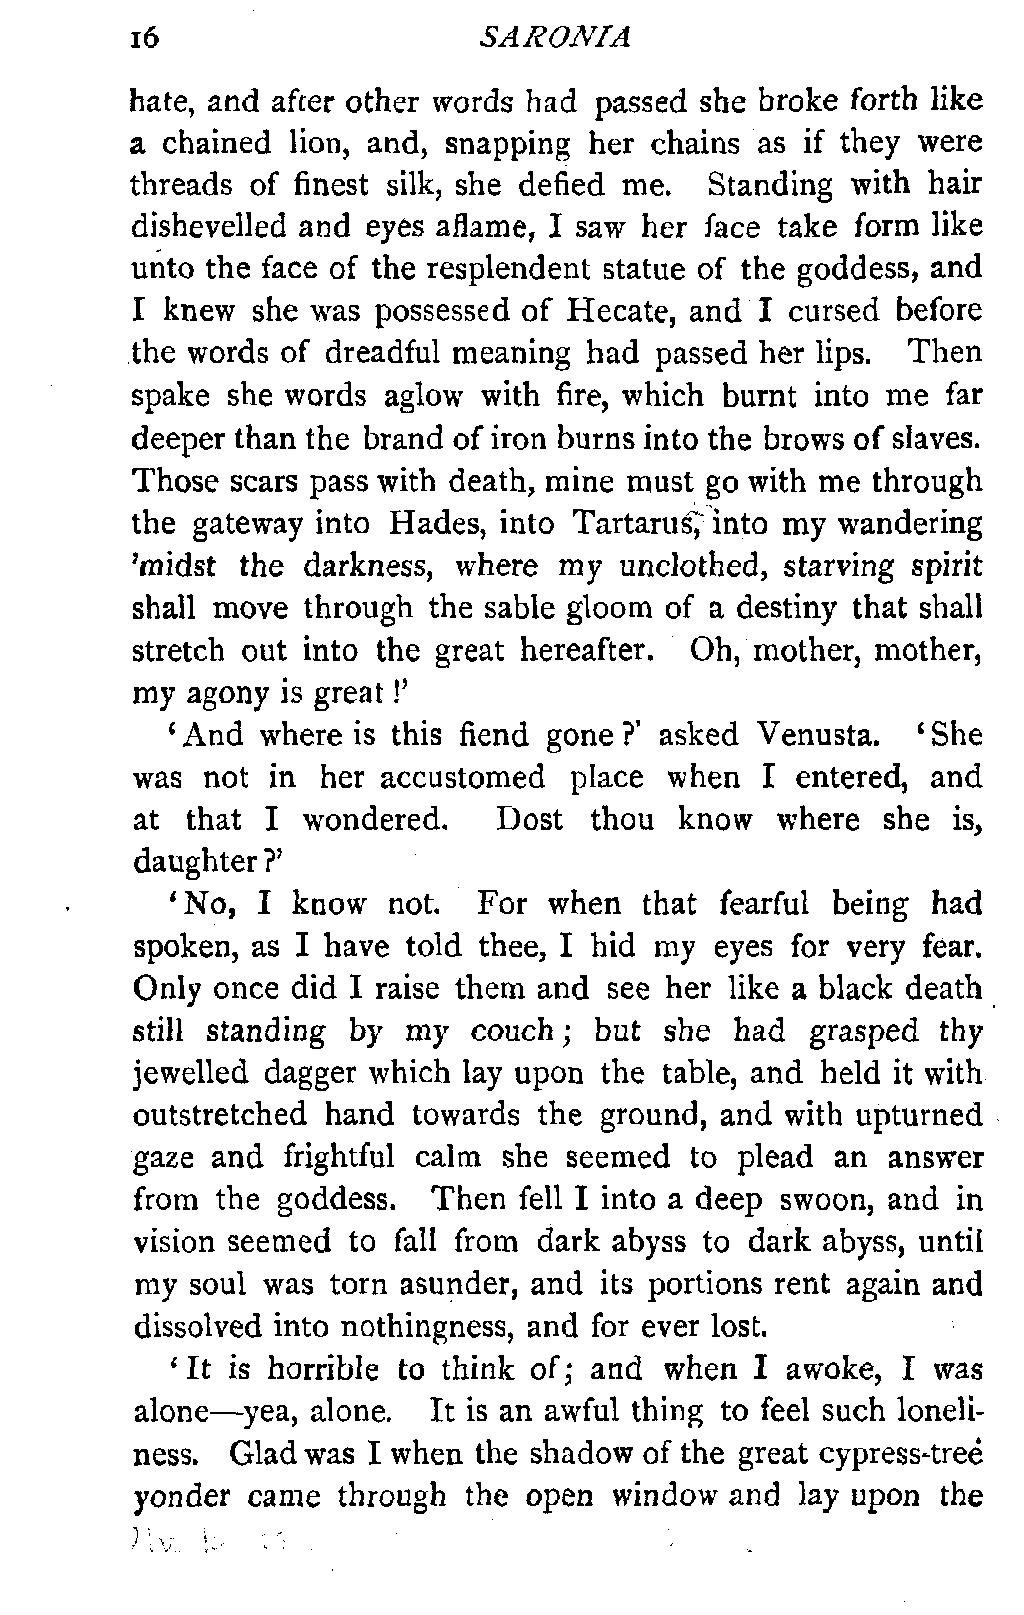 16 SARONIA
hate, and after other words had passed she broke forth like
a chained lion, and, snapping her chains as if they were
threads of finest silk, she defied me. Standing with hair
dishevelled and eyes aflame, I saw her face take form like
unto the face of the resplendent statue of the goddess, and
I knew she was possessed of Hecate, and I cursed before
the words of dreadful meaning had passed her lips. Then
spake she words aglow with fire, which burnt into me far
deeper than the brand of iron burns into the brows of slaves.
Those scars pass with death, mine must go with me through
the gateway into Hades, into Tartarus, into my wandering
'midst the darkness, where my unclothed, starving spirit
shall move through the sable gloom of a destiny that shall
stretch out into the great hereafter. Oh, mother, mother,
my agony is great!'
'And where is this fiend gone?' asked Venusta. 'She
was not in her accustomed place when I entered, and
at that I wondered. Dost thou know where she is,
daughter?'
'No, I know not. For when that fearful being had
spoken, as I have told thee, I hid my eyes for very fear.
Only once did I raise them and see her like a black death
still standing by my couch; but she had grasped thy
jewelled dagger which lay upon the table, and held it with
outstretched hand towards the ground, and with upturned
gaze and frightful calm she seemed to plead an answer
from the goddess. Then fell I into a deep swoon, and in
vision seemed to fall from dark abyss to dark abyss, until
my soul was torn asunder, and its portions rent again and
dissolved into nothingness, and for ever lost.
'It is horrible to think of; and when I awoke, I was
alone—yea, alone. It is an awful thing to feel such loneli-
ness. Glad was I when the shadow of the great cypress-tree
yonder came through the open window and lay upon the